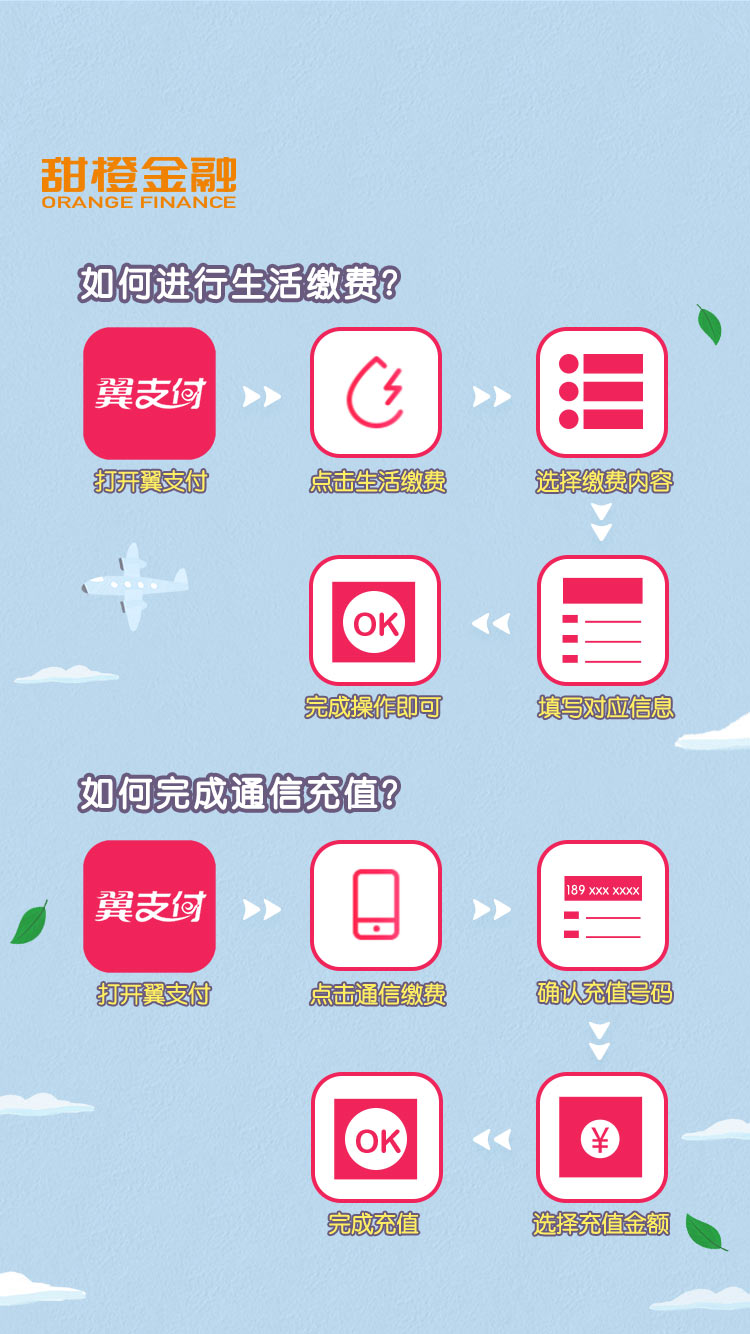 甜橙金融
ORANGE FINANCE
如何进行生活缴费?
翼支付
打开翼支付
点击生活缴费
选择缴费内容
OK
完成操作即可
填写对应信息
如何完成通信充值?
翼支付
189 xxx xxxx
打开翼支付
点击通信缴费
确认充值号码
OK
¥
完成充值
选择充值金额